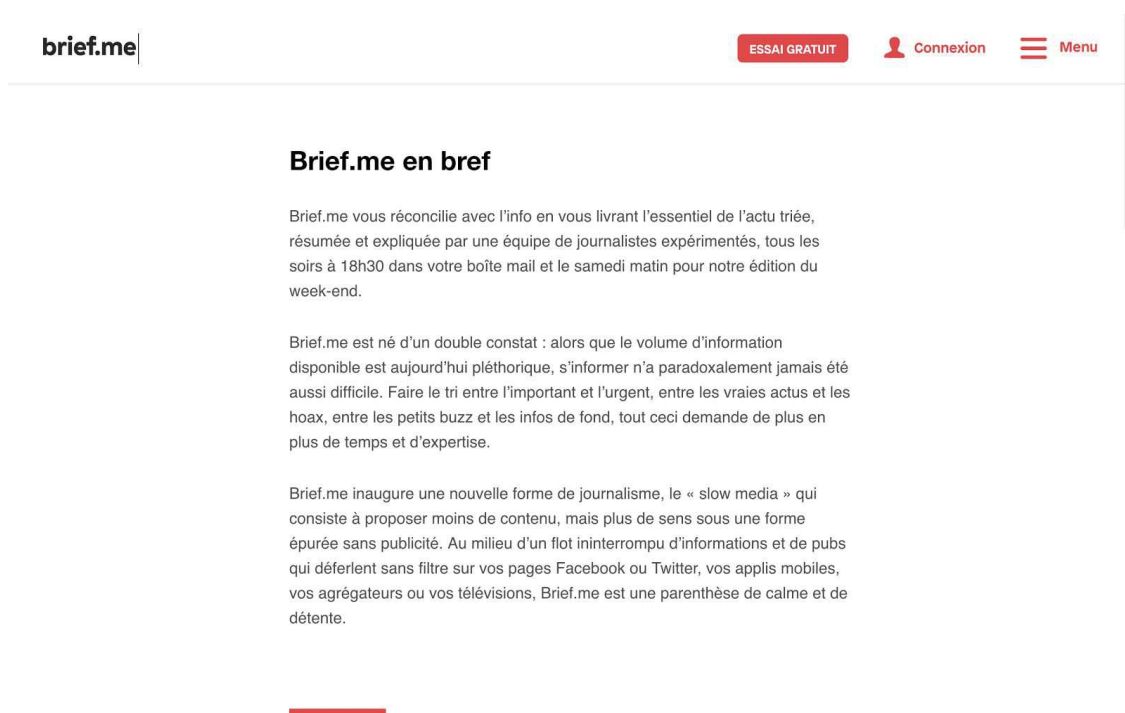 brief.me
ESSAI GRATUIT
Connexion
Menu
Brief.me en bref
Brief.me vous réconcilie avec l’info en vous livrant l’essentiel de l’actu triée,
résumée et expliquée par une équipe de journalistes expérimentés, tous les
soirs à 18h30 dans votre boîte mail et le samedi matin pour notre édition du
week-end.
Brief.me est né d’un double constat : alors que le volume d’information
disponible est aujourd’hui pléthorique, s’informer n’a paradoxalement jamais été
aussi difficile. Faire le tri entre l’important et l’urgent, entre les vraies actus et les
hoax, entre les petits buzz et les infos de fond, tout ceci demande de plus en
plus de temps et d’expertise.
Brief.me inaugure une nouvelle forme de journalisme, le « slow media » qui
consiste à proposer moins de contenu, mais plus de sens sous une forme
épurée sans publicité. Au milieu d’un flot ininterrompu d’informations et de pubs
qui déferlent sans filtre sur vos pages Facebook ou Twitter, vos applis mobiles,
vos agrégateurs ou vos télévisions, Brief.me est une parenthèse de calme et de
détente.